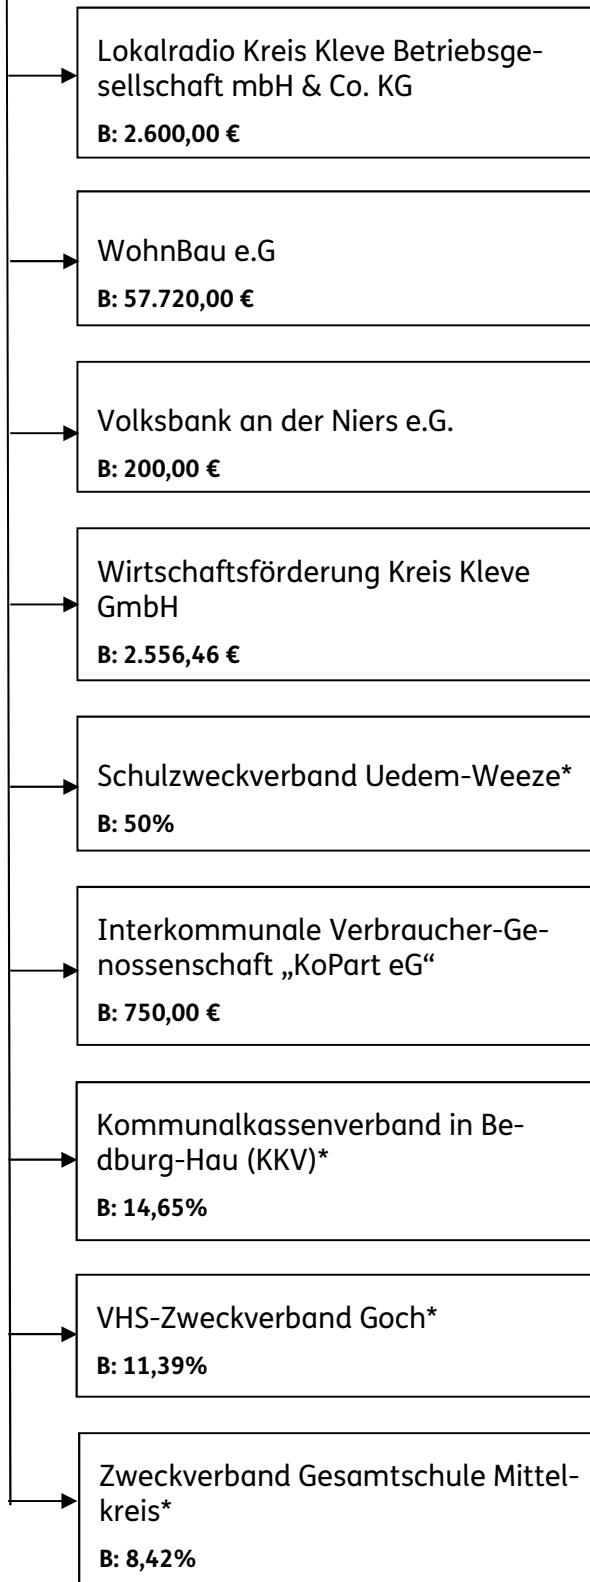 Lokalradio Kreis Kleve Betriebsge-
sellschaft mbH & Co. KG
B: 2.600,00 €
WohnBau e.G
B: 57.720,00 €
Volksbank an der Niers e.G.
B: 200,00 €
Wirtschaftsförderung Kreis Kleve
GmbH
B: 2.556,46 €
Schulzweckverband Uedem-Weeze*
B: 50%
Interkommunale Verbraucher-Ge-
nossenschaft „KoPart eG“
B: 750,00 €
Kommunalkassenverband in Be-
dburg-Hau (KKV)*
B: 14,65%
VHS-Zweckverband Goch*
B: 11,39%
Zweckverband Gesamtschule Mittel-
kreis*
B: 8,42%